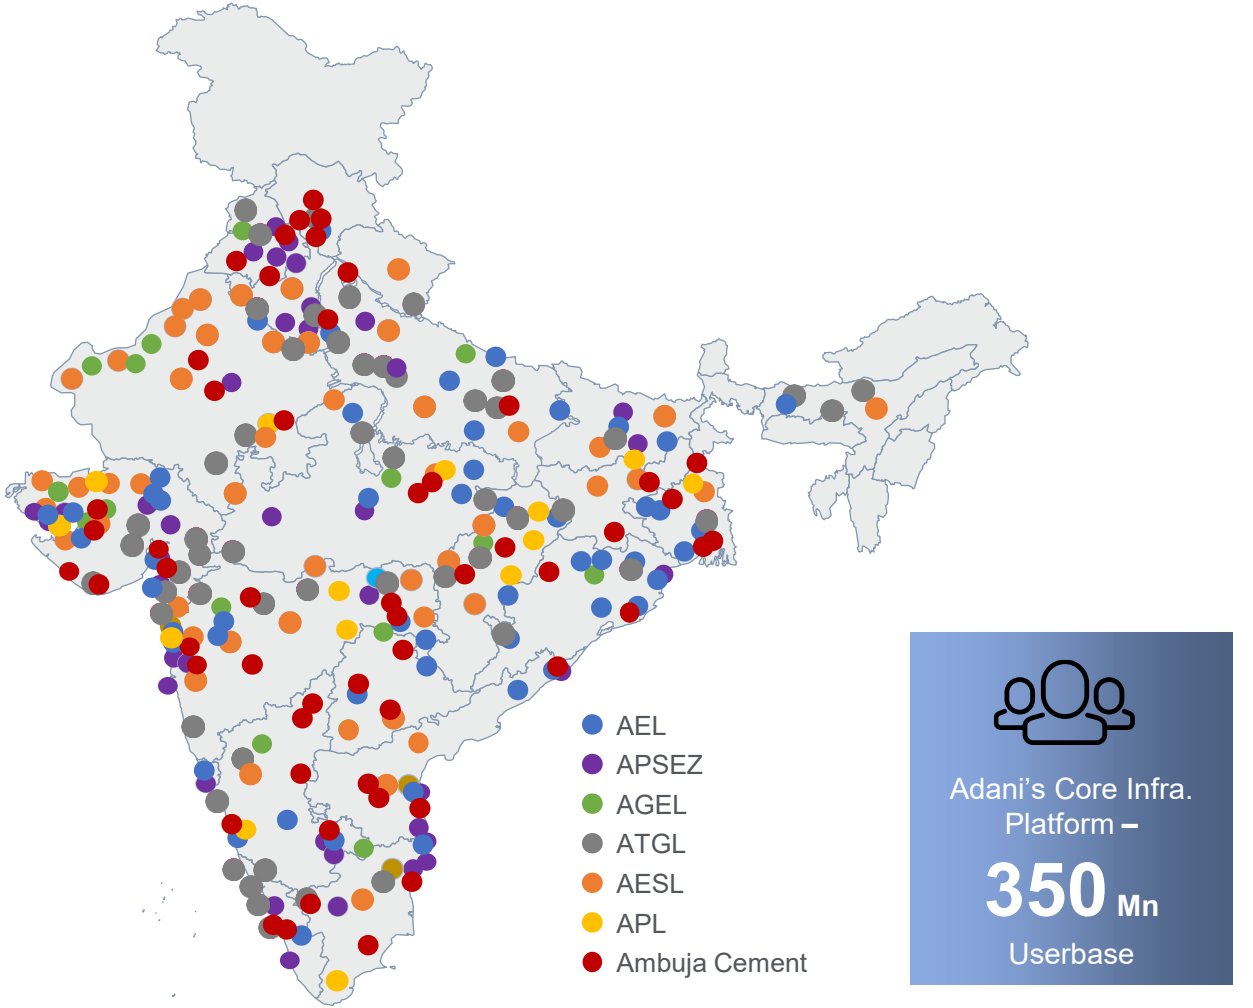 AEL
APSEZ
AGEL
ATGL
AESL
APL
Ambuja Cement
Adani’s Core Infra.
Platform –
350 Mn
Userbase